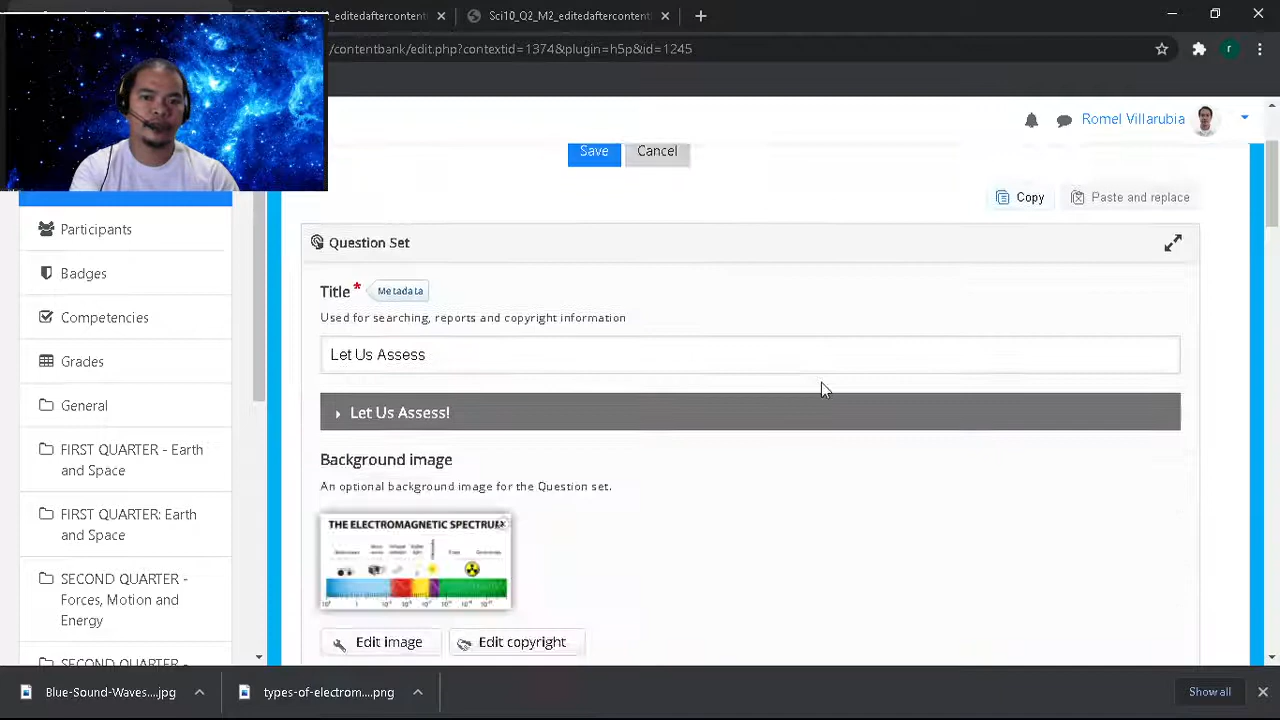 _editedaftercontent
Sci10_Q2_M2_editedaftercontent
/contentbank/edit.php?contextid=1374&plugin=h5p&id=1245
r
Romel Villarubia
Save
Cancel
Copy
Paste and replace
Participants
Badges
Competencies
Grades
General
FIRST QUARTER - Earth
and Space
FIRST QUARTER: Earth
and Space
SECOND QUARTER -
Forces, Motion and
Energy
SECOND QUARTER -
Question Set
Title *
Metadata
Used for searching, reports and copyright information
Let Us Assess
Let Us Assess!
Background image
An optional background image for the Question set.
THE ELECTROMAGNETIC SPECTRUM
Edit image
Edit copyright
Blue-Sound-Waves....jpg
types-of-electrom....png
Show all